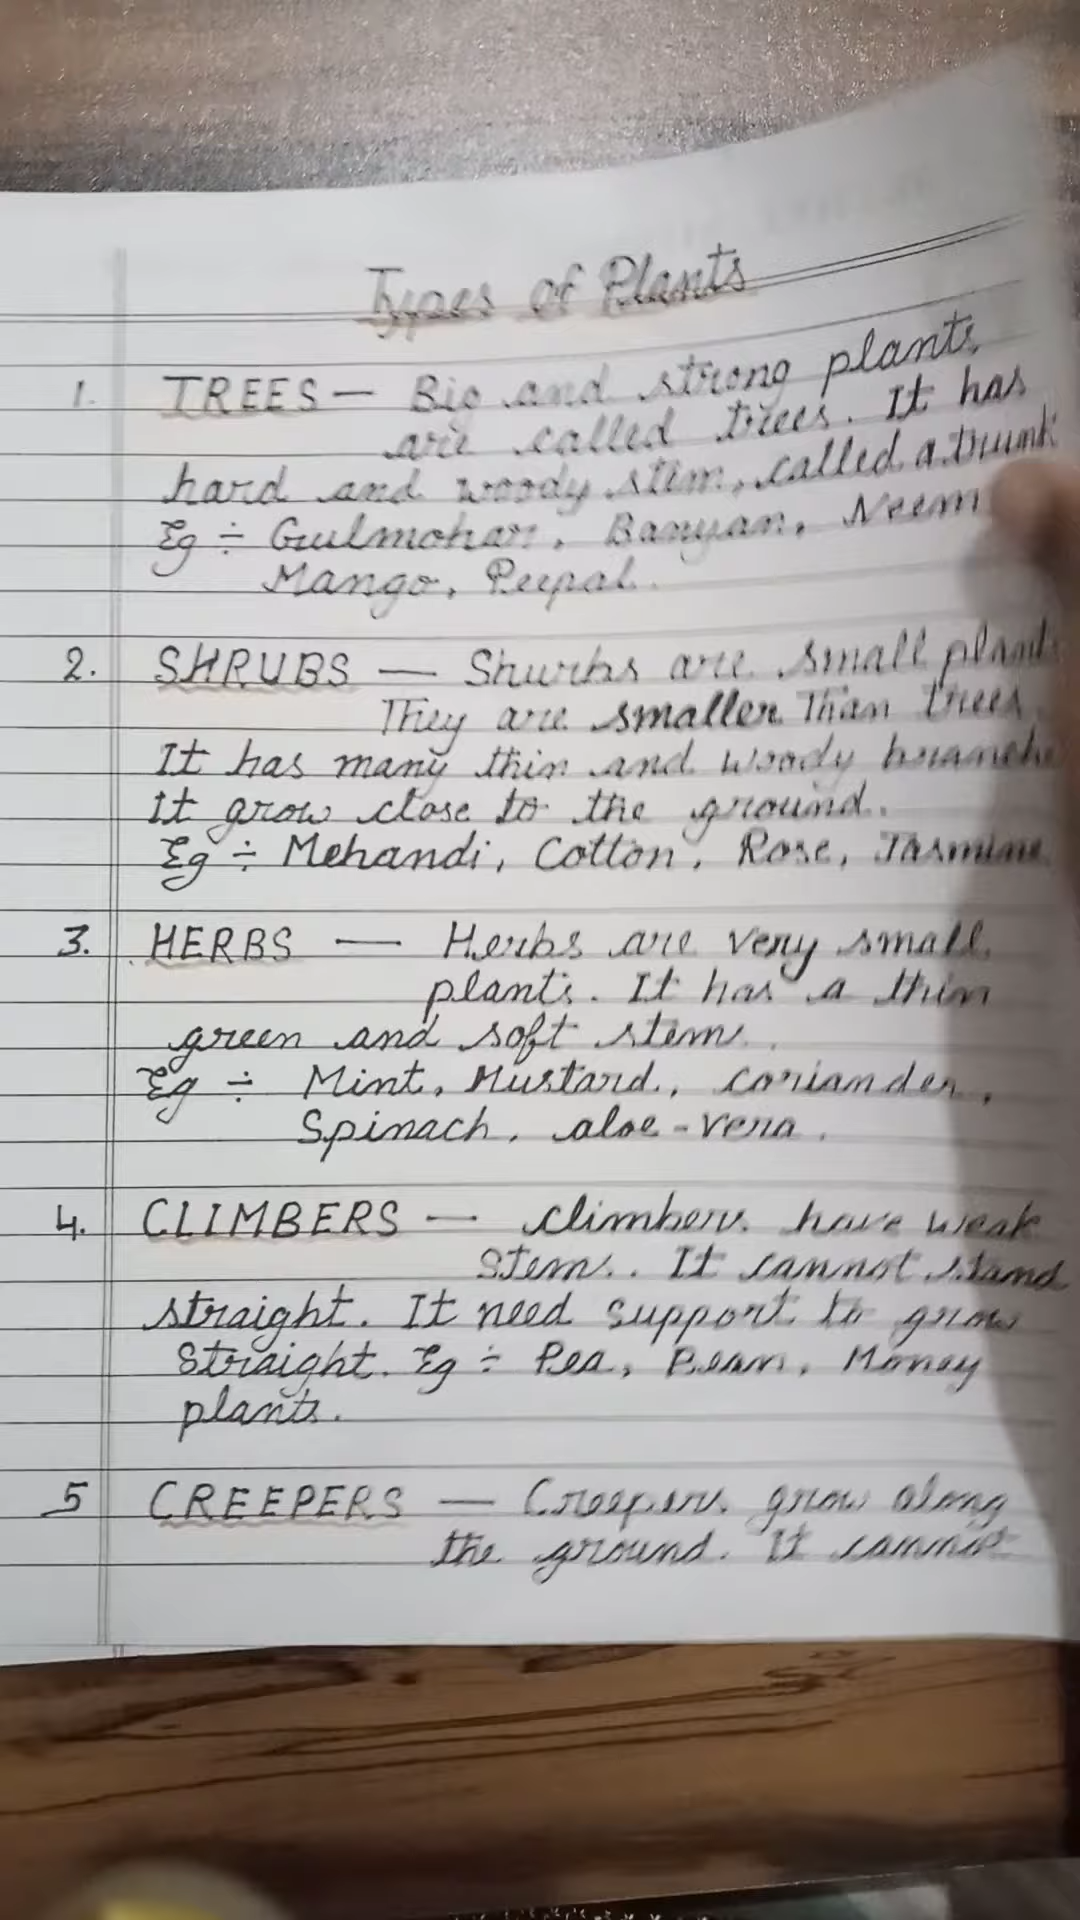 Types of Plants
1. TREES — Big and strong plants
are called trees. It has
hard and woody stem, called a trunk
Eg ÷ Gulmohar, Banyan, Neem
Mango, Peepal.
2. SHRUBS — Shurbs are small plants
They are smaller Than trees
It has many thin and woody branche
It grow close to the ground.
Eg ÷ Mehandi, Cotton, Rose, Jasmine
3. HERBS — Herbs are very small
plants. It has a thin
green and soft stem.
Eg ÷ Mint, Mustard, coriander,
Spinach, aloe-vera.
4. CLIMBERS — climbers have weak
Stem. It cannot stand
straight. It need support to grow
Straight. Eg ÷ Pea, Bean, Money
plants.
5 CREEPERS — Creepers grow along
the ground. It cannot